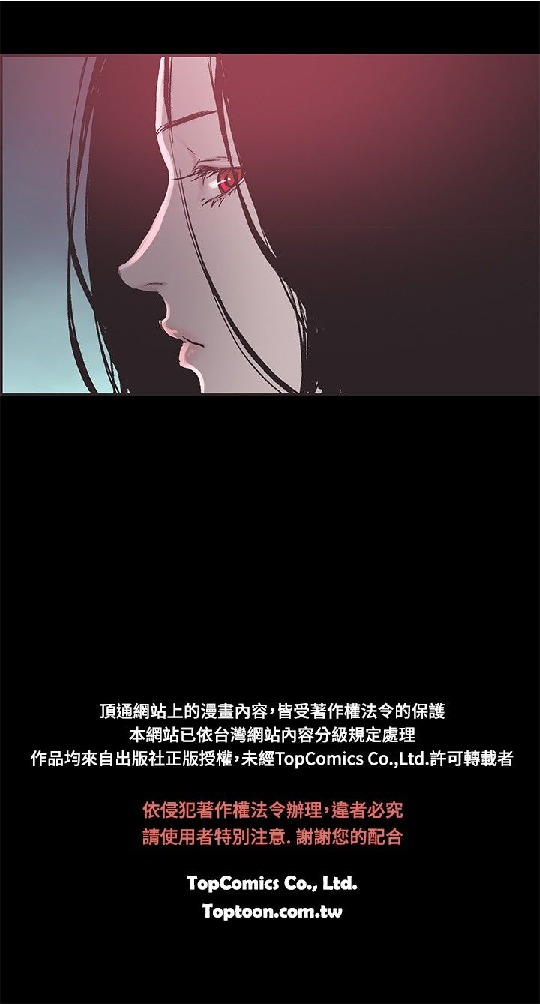 頂通網站上的漫畫內容，皆受著作權法令的保護
本網站已依台灣網站內容分級規定處理
作品均來自出版社正版授權，未經TopComics Co.,Ltd.許可轉載者
依侵犯著作權法令辦理，違者必究
請使用者特別注意. 謝謝您的配合
TopComics Co., Ltd.
Toptoon.com.tw